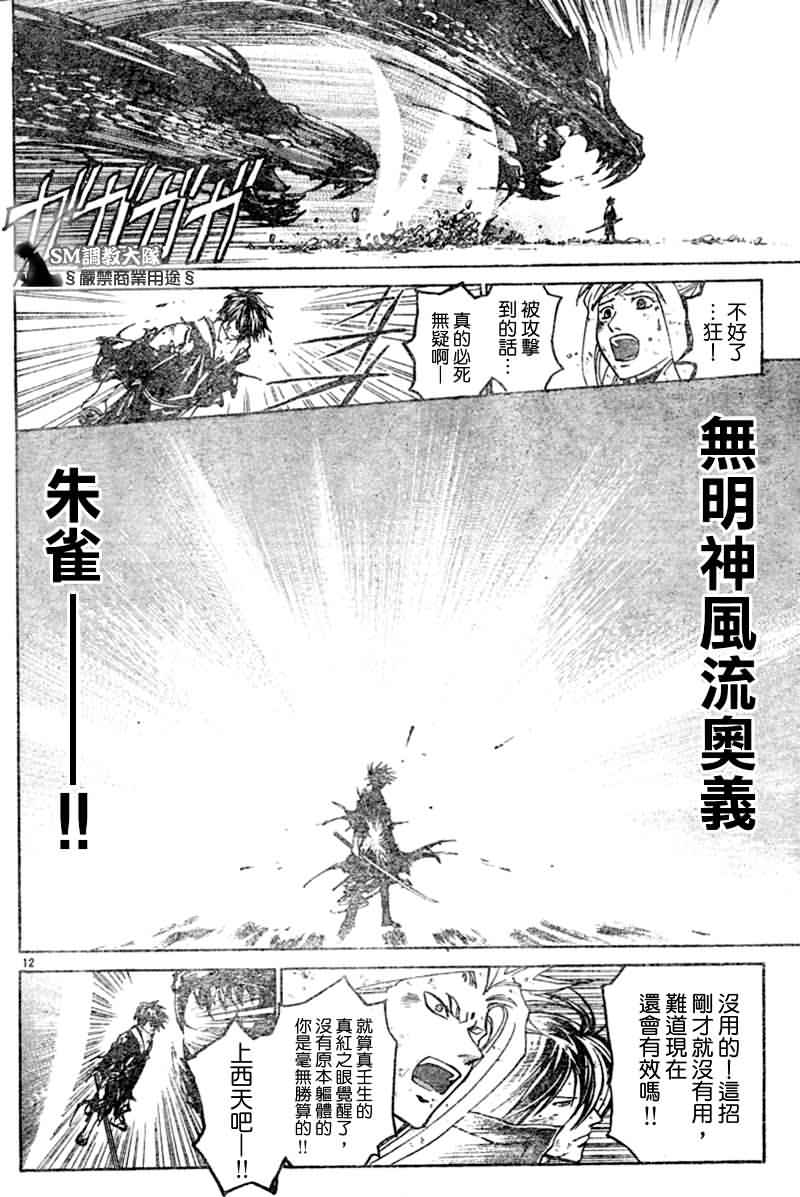 ガガガガ
SM調教大隊
§嚴禁商業用途§
不好了
…狂！
被攻擊
到的話…
真的必死
無疑啊─
無明神風流奧義
朱雀───!!
12
沒用的！這招
剛才就沒有用，
難道現在
還會有效嗎!!
就算真壬生的
真紅之眼覺醒了，
沒有原本軀體的
你是毫無勝算的!!
上西天吧─!!